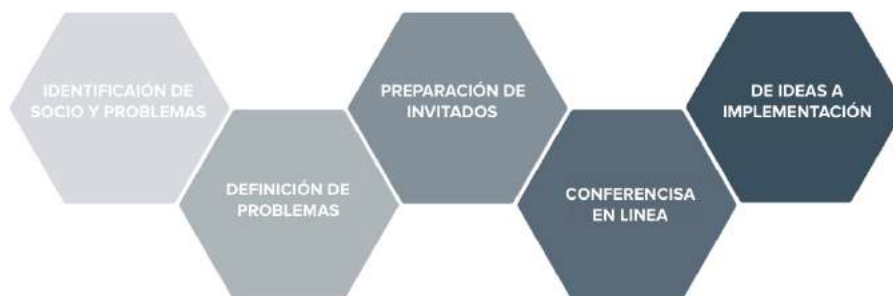 IDENTIFICAIÓN DE
SOCIO Y PROBLEMAS
DEFINICIÓN DE
PROBLEMAS
PREPARACIÓN DE
INVITADOS
CONFERENCISA
EN LINEA
DE IDEAS A
IMPLEMENTACIÓN